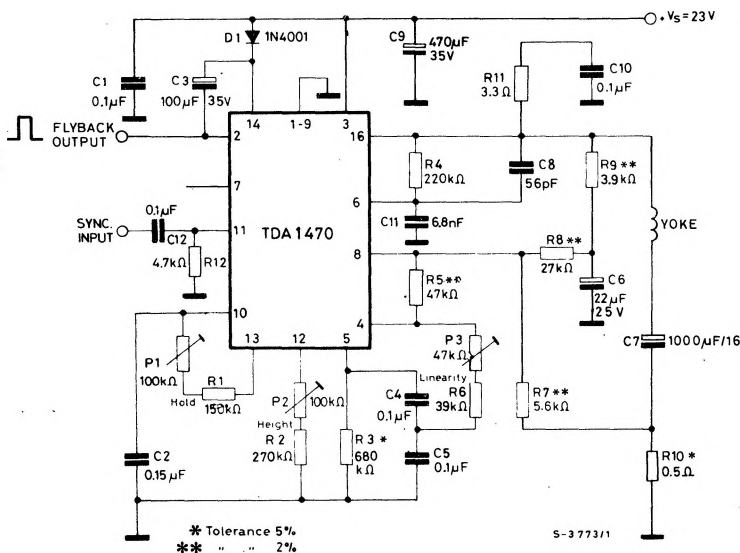 +VS=23V
D1
1N4001
C9
470µF
35V
C1
0.1µF
C3
100µF
35V
R11
3.3Ω
C10
0.1µF
14
1-9
3
FLYBACK
OUTPUT
2
16
R4
220kΩ
C8
56pF
R9**
3.9kΩ
7
6
C11
6.8nF
YOKE
0.1µF
SYNC.
INPUT
C12
11
TDA1470
8
R8**
27kΩ
4.7kΩ
R12
R5**
47kΩ
C6
22µF
25V
10
4
13
12
5
P1
100kΩ
Hold
R1
150kΩ
P2
100kΩ
Height
P3
47kΩ
Linearity
C7
1000µF/16
C4
0.1µF
R6
39kΩ
R7**
5.6kΩ
C2
0.15µF
R2
270kΩ
R3*
680
kΩ
C5
0.1µF
R10*
0.5Ω
* Tolerance 5%
** " " 2%
S-3773/1